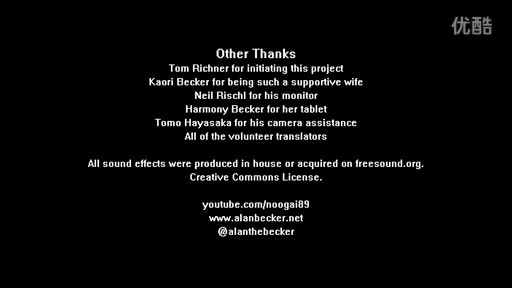 优酷
Other Thanks
Tom Richner for initiating this project
Kaori Becker for being such a supportive wife
Neil Rischl for his monitor
Harmony Becker for her tablet
Tomo Hayasaka for his camera assistance
All of the volunteer translators
All sound effects were produced in house or acquired on freesound.org.
Creative Commons License.
youtube.com/noogai89
www.alanbecker.net
@alanthebecker